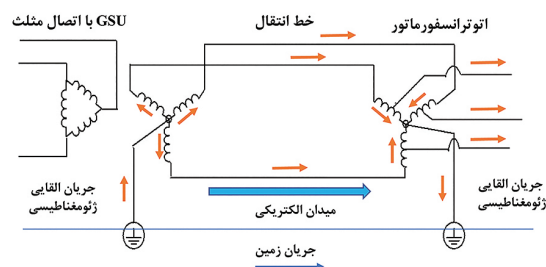 GSU با اتصال مثلث
خط انتقال
اتوترانسفورماتور
جریان القایی
ژئومغناطیسی
میدان الکتریکی
جریان القایی
ژئومغناطیسی
جریان زمین